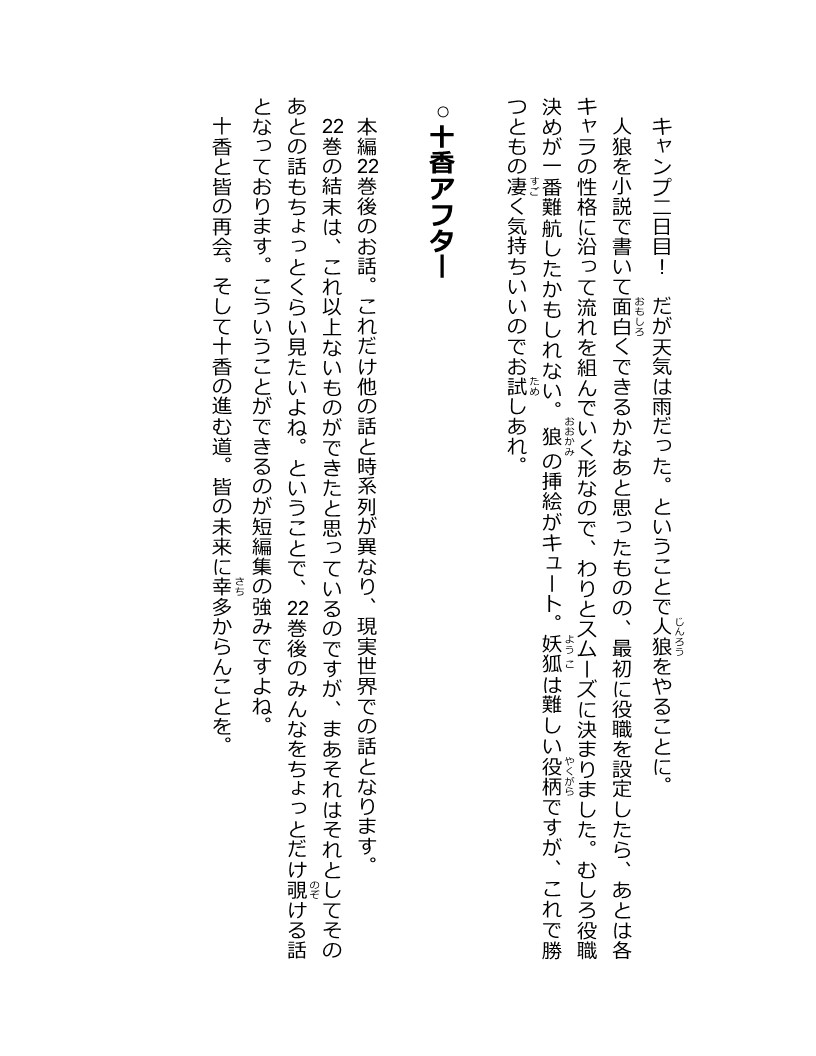 キャンプ二日目！　だが天気は雨だった。ということで人狼をやることに。
人狼を小説で書いて面白くできるかなあと思ったものの、最初に役職を設定したら、あとは各
キャラの性格に沿って流れを組んでいく形なので、わりとスムーズに決まりました。むしろ役職
決めが一番難航したかもしれない。狼の挿絵がキュート。妖狐は難しい役柄ですが、これで勝
つともの凄く気持ちいいのでお試しあれ。
○十香アフター
本編22巻後のお話。これだけ他の話と時系列が異なり、現実世界での話となります。
22巻の結末は、これ以上ないものができたと思っているのですが、まあそれはそれとしてその
あとの話もちょっとくらい見たいよね。ということで、22巻後のみんなをちょっとだけ覗ける話
となっております。こういうことができるのが短編集の強みですよね。
十香と皆の再会。そして十香の進む道。皆の未来に幸多からんことを。